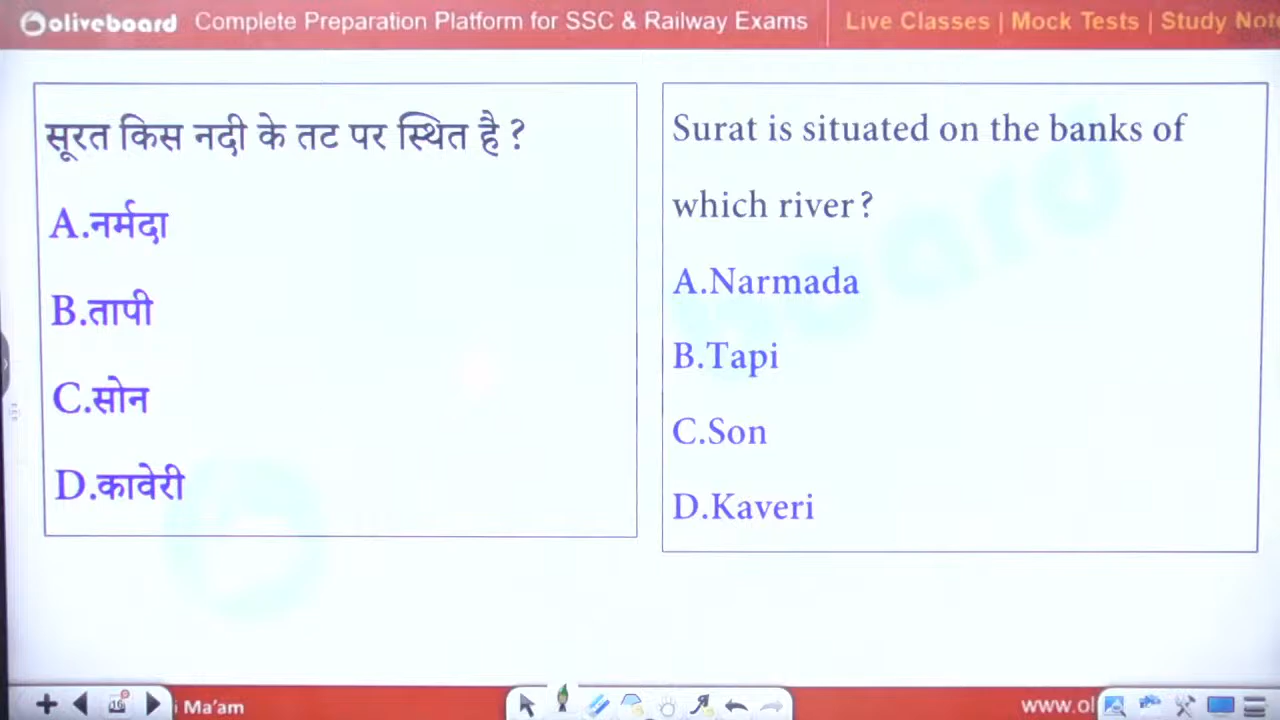 oliveboard Complete Preparation Platform for SSC & Railway Exams Live Classes | Mock Tests | Study
सूरत किस नदी के तट पर स्थित है ?
A.नर्मदा
B.तापी
C.सोन
D.कावेरी
Surat is situated on the banks of
which river?
A.Narmada
B.Tapi
C.Son
D.Kaveri
16
Ma'am
www.ol